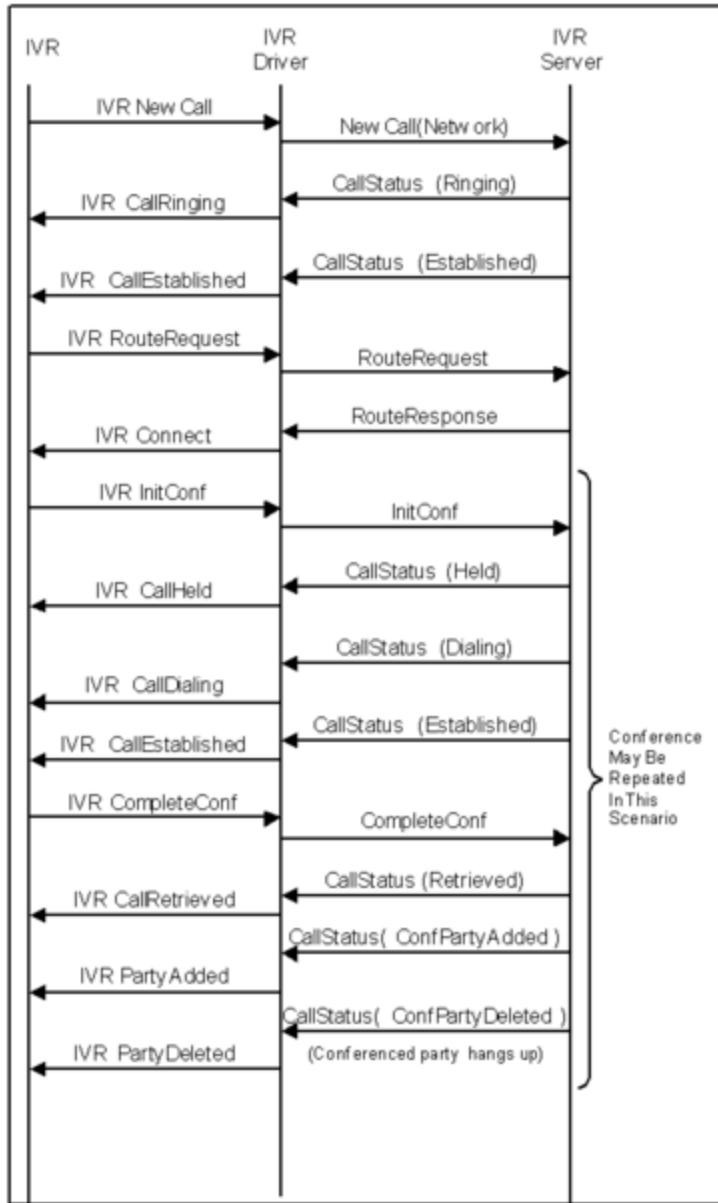 IVR
IVR
Driver
IVR
Server
IVR New Call
New Call(Netw ork)
CallStatus (Ringing)
IVR CallRinging
CallStatus (Established)
IVR CallEstablished
IVR RouteRequest
RouteRequest
RouteResponse
IVR Connect
IVR InitConf
InitConf
CallStatus (Held)
IVR CallHeld
CallStatus (Dialing)
IVR CallDialing
CallStatus (Established)
IVR CallEstablished
Conference
May Be
Repeated
In This
Scenario
IVR CompleteConf
CompleteConf
CallStatus (Retrieved)
IVR CallRetrieved
CallStatus( ConfPartyAdded )
IVR PartyAdded
CallStatus( ConfPartyDeleted )
IVR PartyDeleted
(Conferenced party hangs up)